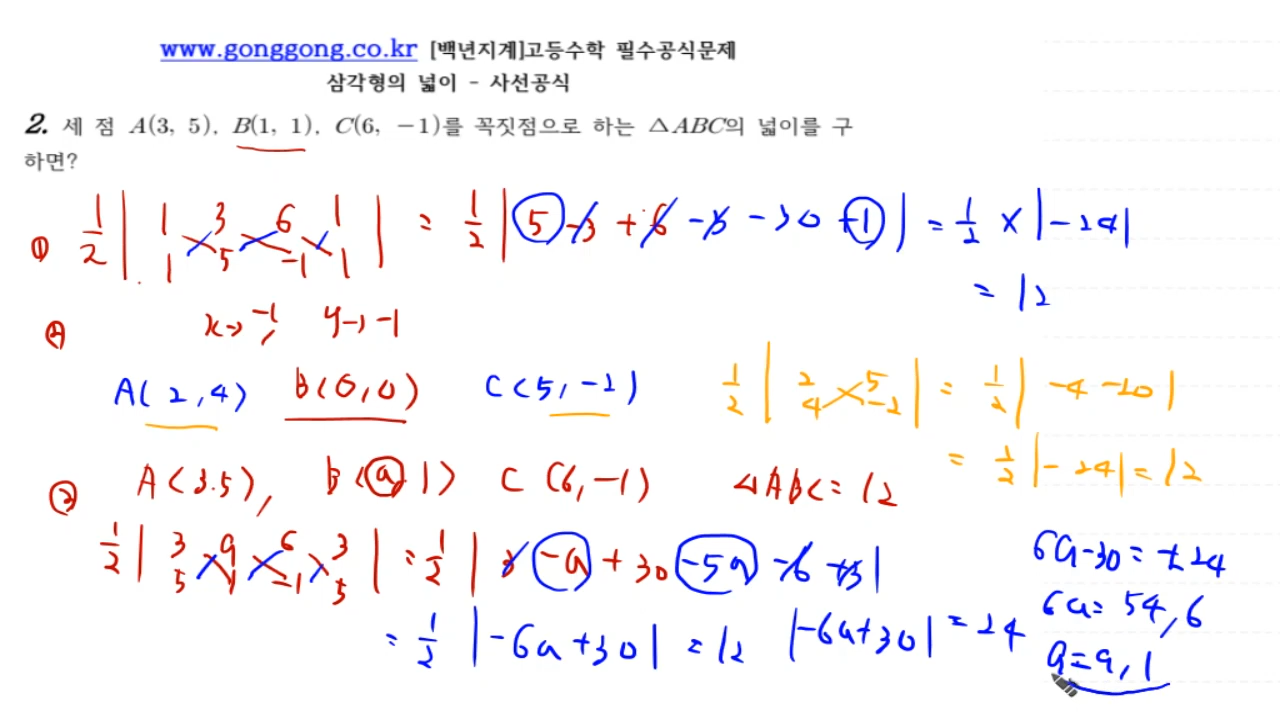 www.gonggong.co.kr [백년지계]고등수학 필수공식문제
삼각형의 넓이 - 사선공식
2. 세 점 A(3, 5), B(1, 1), C(6, -1)를 꼭짓점으로 하는 △ABC의 넓이를 구
하면?
① 1/2 | 1 3 6 1 | = 1/2 | 5 - 3 + 6 - 3 - 30 + 1 | = 1/2 × |-24|
1 5 -1 1
= 12
② x→ -1, y→ -1
A(2,4) B(0,0) C(5,-2) 1/2 | 2 5 | = 1/2 | -4 -20 |
4 -2
= 1/2 |-24| = 12
③ A(3.5), B(a, 1) C(6,-1) △ABC=12
1/2 | 3 a 6 3 | = 1/2 | 3 -a + 30 -5a -6 +3 |
5 1 -1 5
= 1/2 |-6a+30| = 12 |-6a+30| = 24
6a-30 = ±24
6a = 54, 6
a = 9, 1